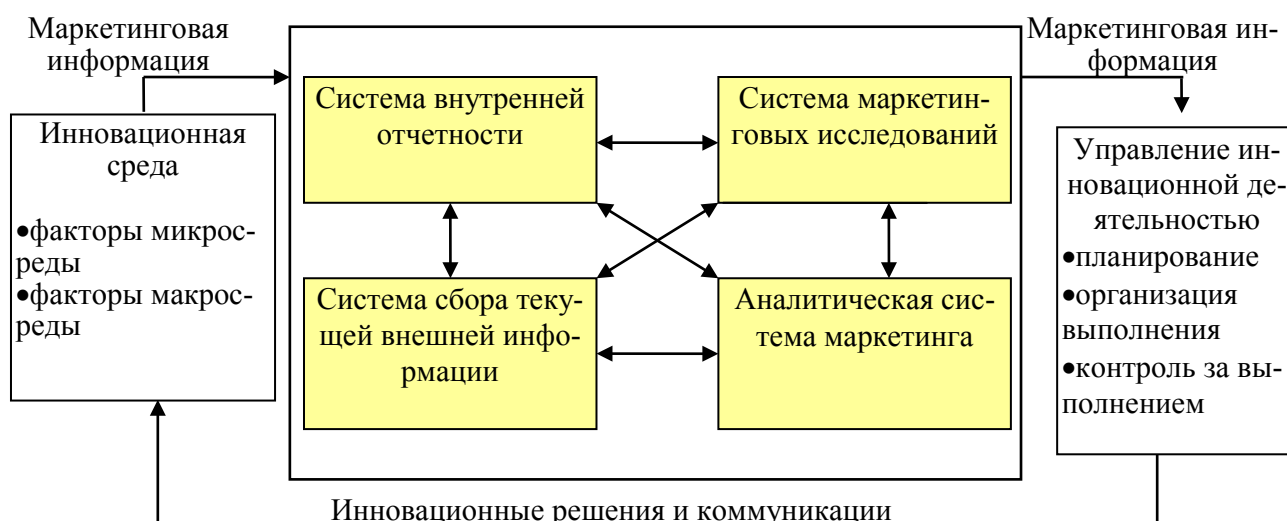 Маркетинговая
информация
Маркетинговая ин-
формация
Инновационная
среда
•факторы микрос-
реды
•факторы макрос-
реды
Система внутренней
отчетности
Система маркетин-
говых исследований
Система сбора теку-
щей внешней инфо-
рмации
Аналитическая сис-
тема маркетинга
Управление ин-
новационной де-
ятельностью
•планирование
•организация
выполнения
•контроль за вы-
полнением
Инновационные решения и коммуникации